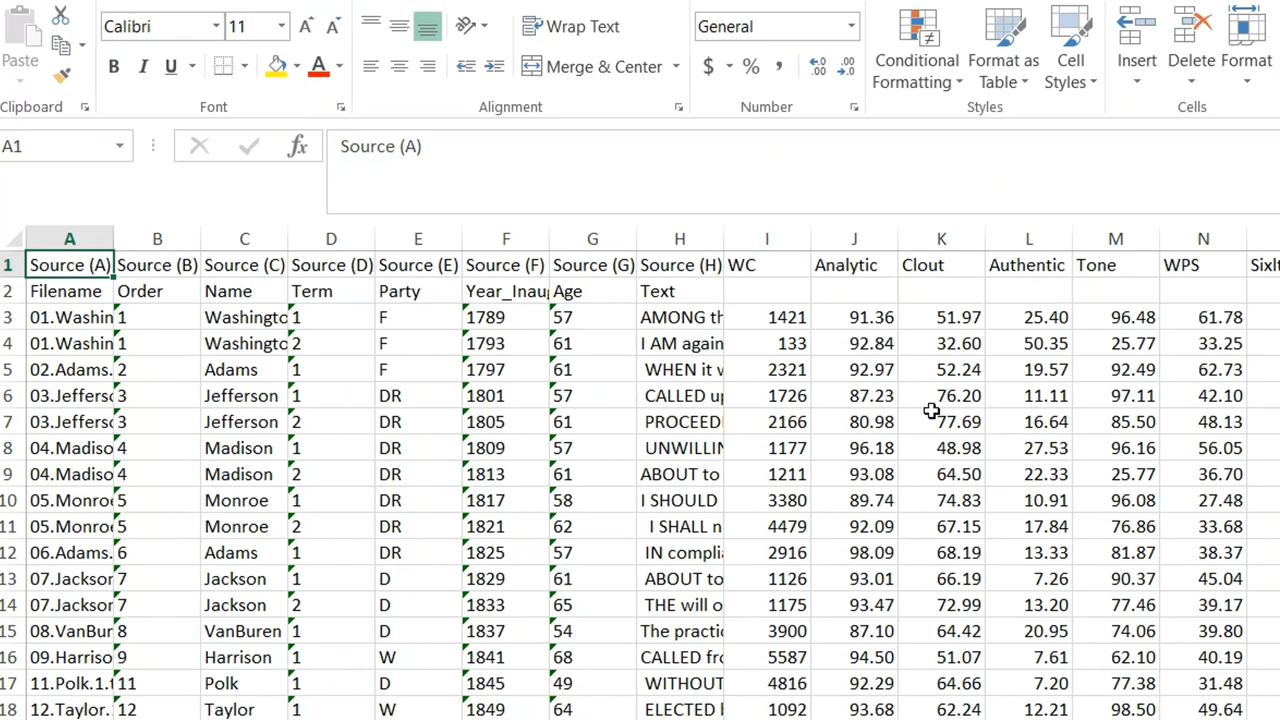 Calibri 11 Wrap Text General
Paste B I U Merge & Center $ % , Conditional Formatting Format as Table Cell Styles Insert Delete Format
Clipboard Font Alignment Number Styles Cells
A1 fx Source (A)
A B C D E F G H I J K L M N
1 Source (A) Source (B) Source (C) Source (D) Source (E) Source (F) Source (G) Source (H) WC Analytic Clout Authentic Tone WPS Sixlt
2 Filename Order Name Term Party Year_Inaug Age Text
3 01.Washin 1 Washingto 1 F 1789 57 AMONG th 1421 91.36 51.97 25.40 96.48 61.78
4 01.Washin 1 Washingto 2 F 1793 61 I AM again 133 92.84 32.60 50.35 25.77 33.25
5 02.Adams. 2 Adams 1 F 1797 61 WHEN it w 2321 92.97 52.24 19.57 92.49 62.73
6 03.Jefferso 3 Jefferson 1 DR 1801 57 CALLED up 1726 87.23 76.20 11.11 97.11 42.10
7 03.Jefferso 3 Jefferson 2 DR 1805 61 PROCEEDI 2166 80.98 77.69 16.64 85.50 48.13
8 04.Madiso 4 Madison 1 DR 1809 57 UNWILLIN 1177 96.18 48.98 27.53 96.16 56.05
9 04.Madiso 4 Madison 2 DR 1813 61 ABOUT to 1211 93.08 64.50 22.33 25.77 36.70
10 05.Monroe 5 Monroe 1 DR 1817 58 I SHOULD 3380 89.74 74.83 10.91 96.08 27.48
11 05.Monroe 5 Monroe 2 DR 1821 62 I SHALL n 4479 92.09 67.15 17.84 76.86 33.68
12 06.Adams. 6 Adams 1 DR 1825 57 IN complia 2916 98.09 68.19 13.33 81.87 38.37
13 07.Jackson 7 Jackson 1 D 1829 61 ABOUT to 1126 93.01 66.19 7.26 90.37 45.04
14 07.Jackson 7 Jackson 2 D 1833 65 THE will o 1175 93.47 72.99 13.20 77.46 39.17
15 08.VanBur 8 VanBuren 1 D 1837 54 The practic 3900 87.10 64.42 20.95 74.06 39.80
16 09.Harriso 9 Harrison 1 W 1841 68 CALLED fro 5587 94.50 51.07 7.61 62.10 40.19
17 11.Polk.1.t 11 Polk 1 D 1845 49 WITHOUT 4816 92.29 64.66 7.20 77.38 31.48
18 12.Taylor. 12 Taylor 1 W 1849 64 ELECTED b 1092 93.68 62.24 12.21 98.50 49.64